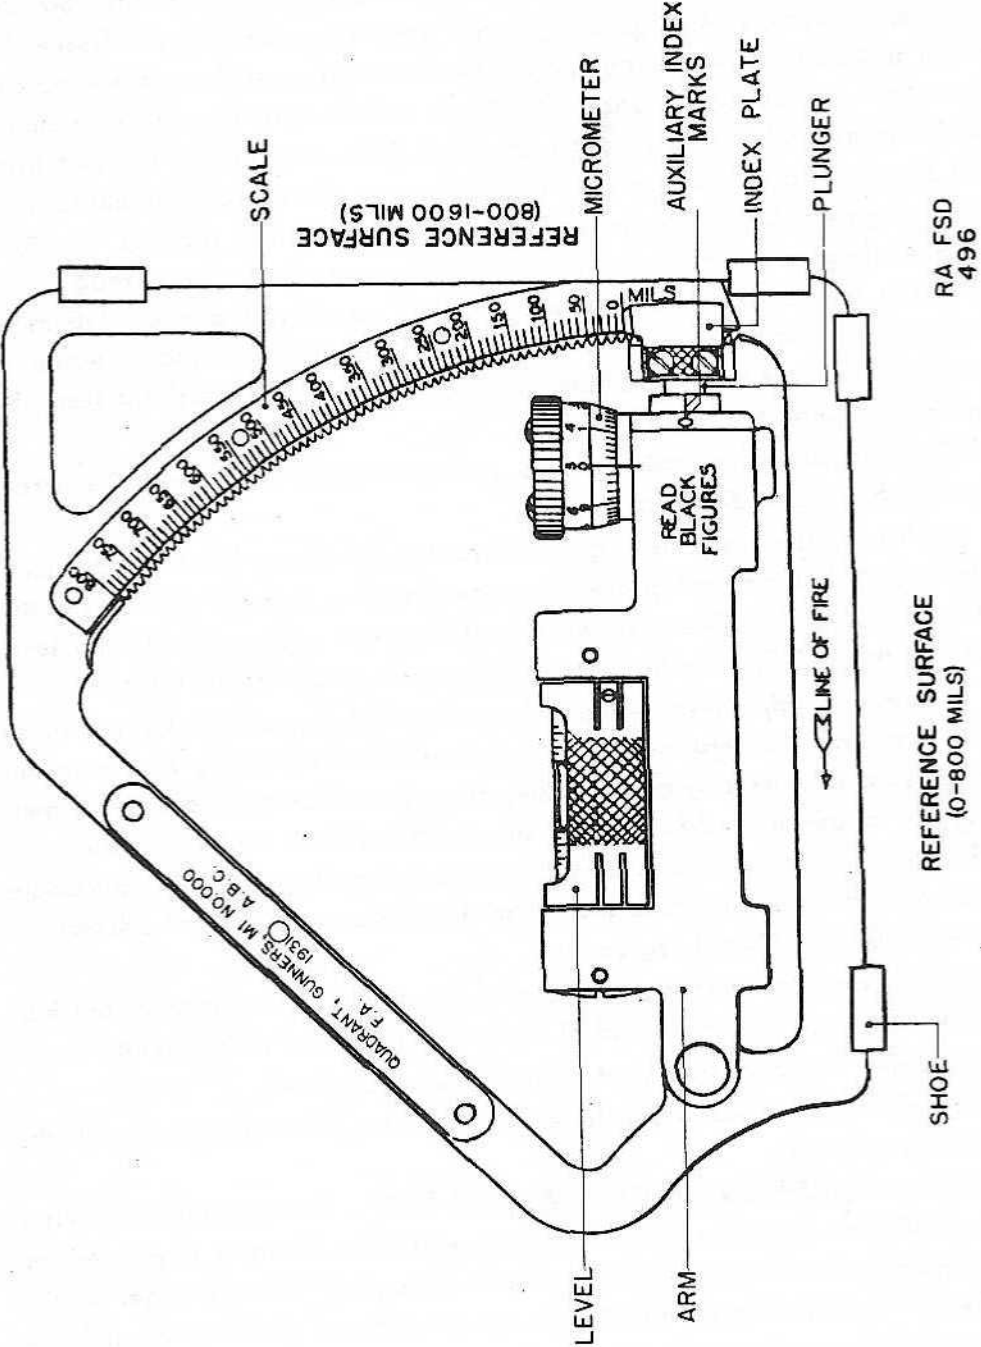 SCALE
REFERENCE SURFACE
(800-1600 MILS)
MICROMETER
AUXILIARY INDEX
MARKS
INDEX PLATE
PLUNGER
RA FSD
496
MILS
0
50
100
150
200
250
300
350
400
450
500
550
600
650
700
750
800
4
1
5
0
6
9
READ
BLACK
FIGURES
LINE OF FIRE
REFERENCE SURFACE
(0-800 MILS)
QUADRANT, GUNNERS, M1 NO.000
F.A. 1931 A.B.C.
LEVEL
ARM
SHOE